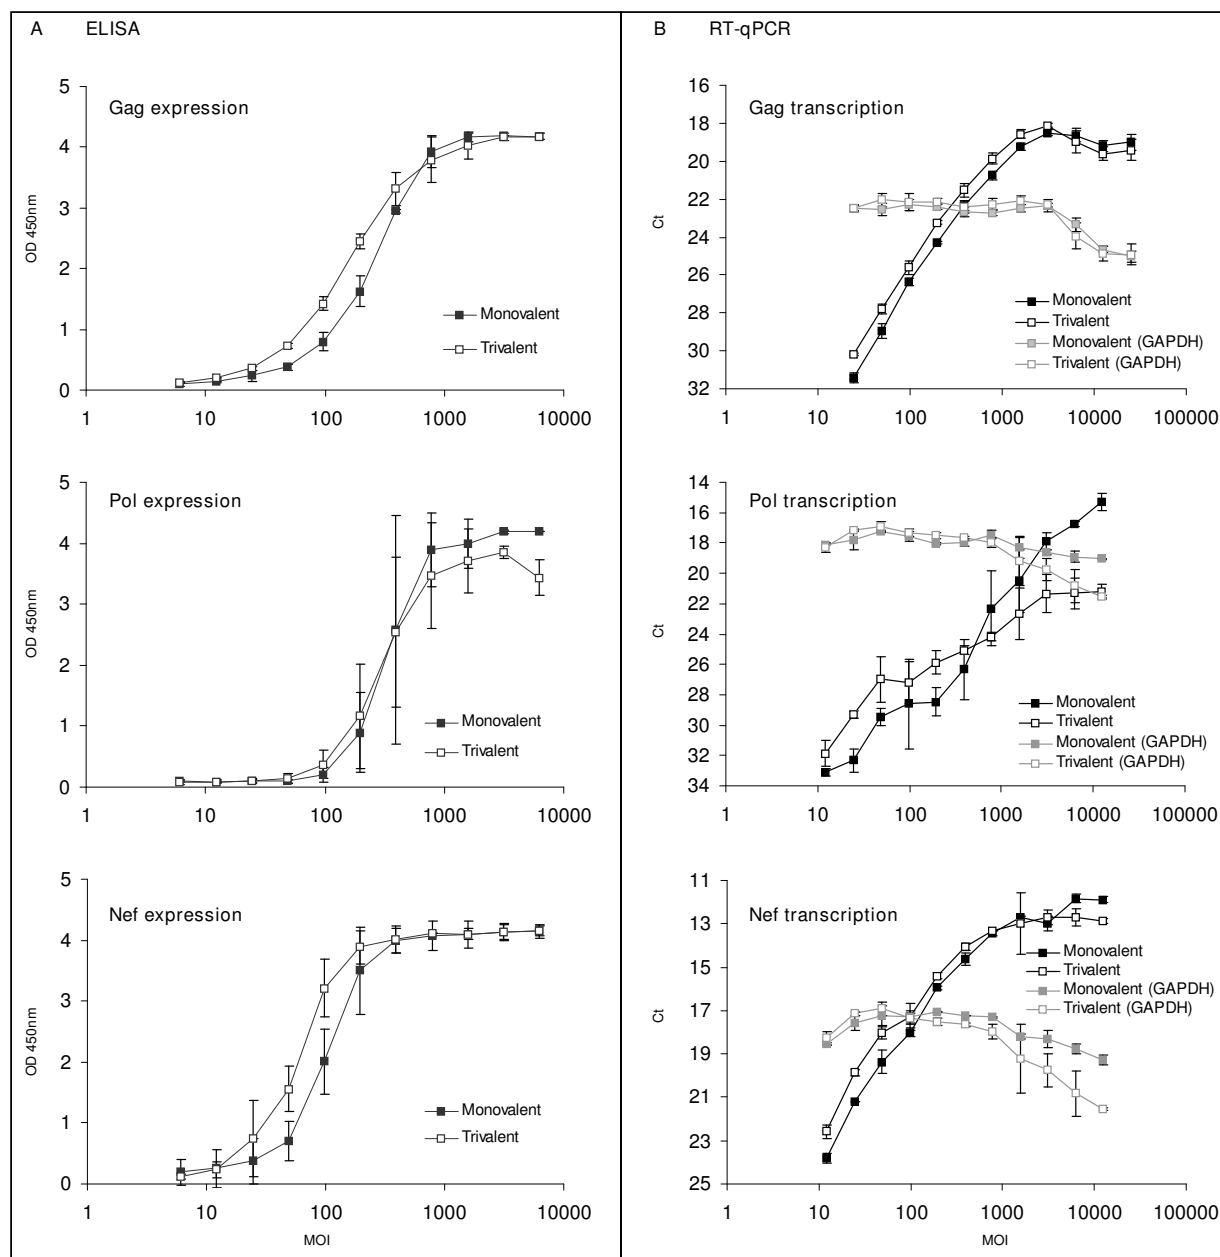 A ELISA
Gag expression
5
4
3
2
1
0
OD 450nm
Monovalent
Trivalent
1 10 100 1000 10000
Pol expression
5
4
3
2
1
0
OD 450nm
Monovalent
Trivalent
1 10 100 1000 10000
Nef expression
5
4
3
2
1
0
OD 450nm
Monovalent
Trivalent
1 10 100 1000 10000
MOI
B RT-qPCR
Gag transcription
16
18
20
22
24
26
28
30
32
Ct
Monovalent
Trivalent
Monovalent (GAPDH)
Trivalent (GAPDH)
1 10 100 1000 10000 100000
Pol transcription
14
16
18
20
22
24
26
28
30
32
34
Ct
Monovalent
Trivalent
Monovalent (GAPDH)
Trivalent (GAPDH)
1 10 100 1000 10000 100000
Nef transcription
11
13
15
17
19
21
23
25
Ct
Monovalent
Trivalent
Monovalent (GAPDH)
Trivalent (GAPDH)
1 10 100 1000 10000 100000
MOI